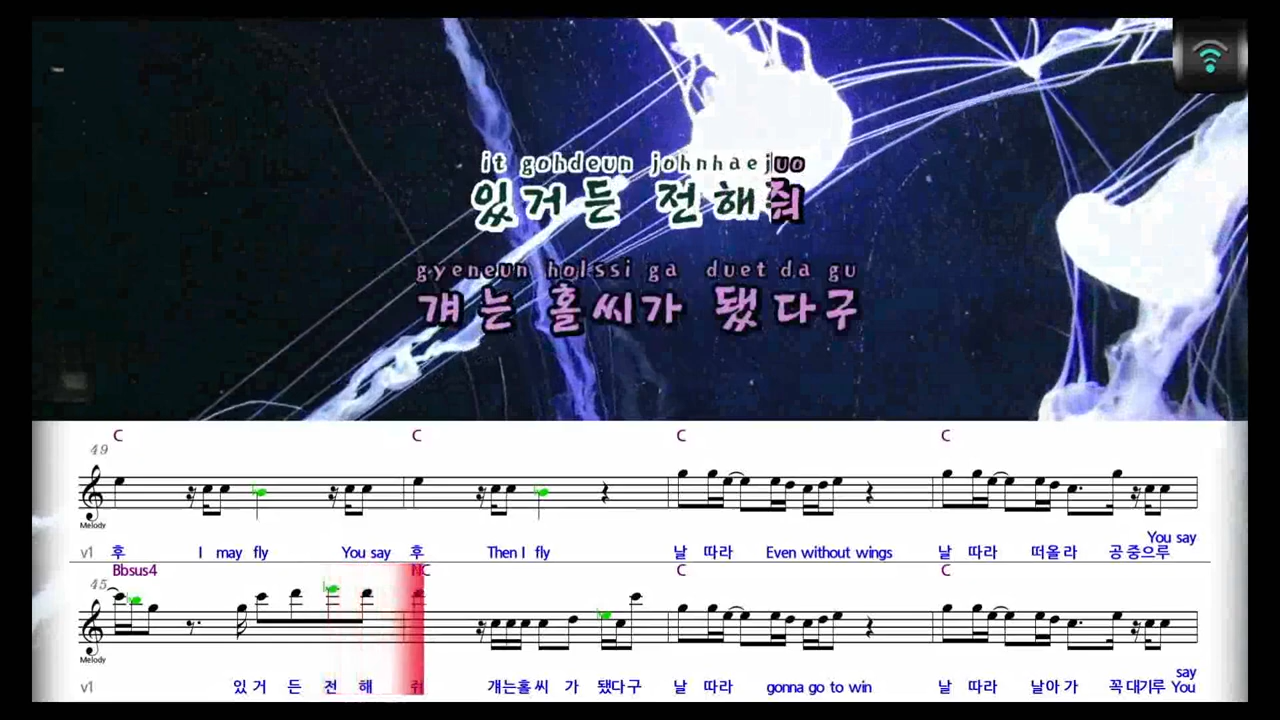 it gohdeun johnhaejuo
있거든 전해줘
gyeneun holssi ga duet da gu
걔는 홀씨가 됐다구
C C C C
49
Melody
You say
v1 후 I may fly You say 후 Then I fly 날 따라 Even without wings 날 따라 떠올라 공중으루
Bbsus4 NC C C
45
Melody
say
v1 있 거 든 전 해 줘 걔는홀 씨 가 됐다구 날 따라 gonna go to win 날 따라 날아가 꼭대기루 You